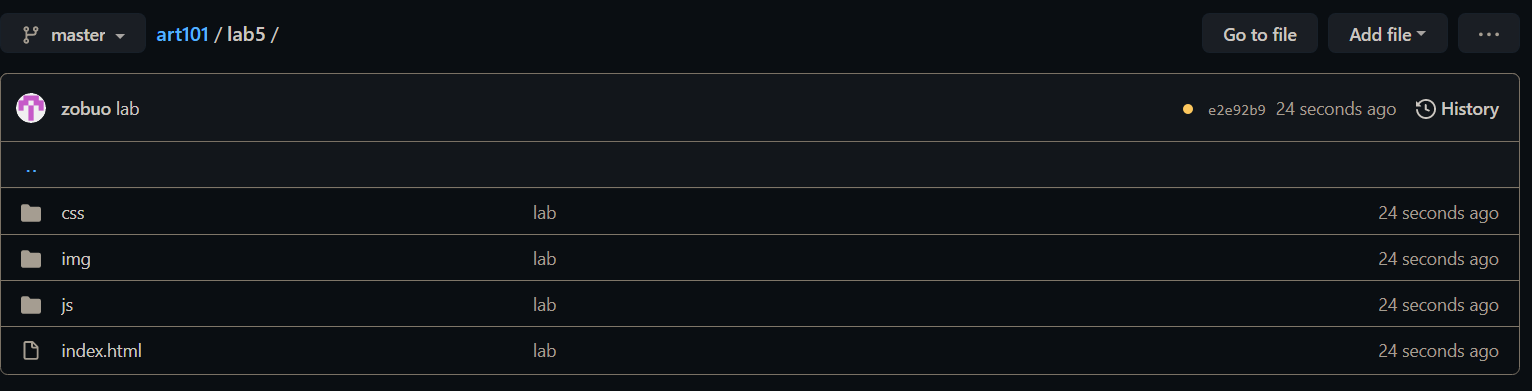 master art101 / lab5 / Go to file Add file ...
zobuo lab e2e92b9 24 seconds ago History
..
css lab 24 seconds ago
img lab 24 seconds ago
js lab 24 seconds ago
index.html lab 24 seconds ago